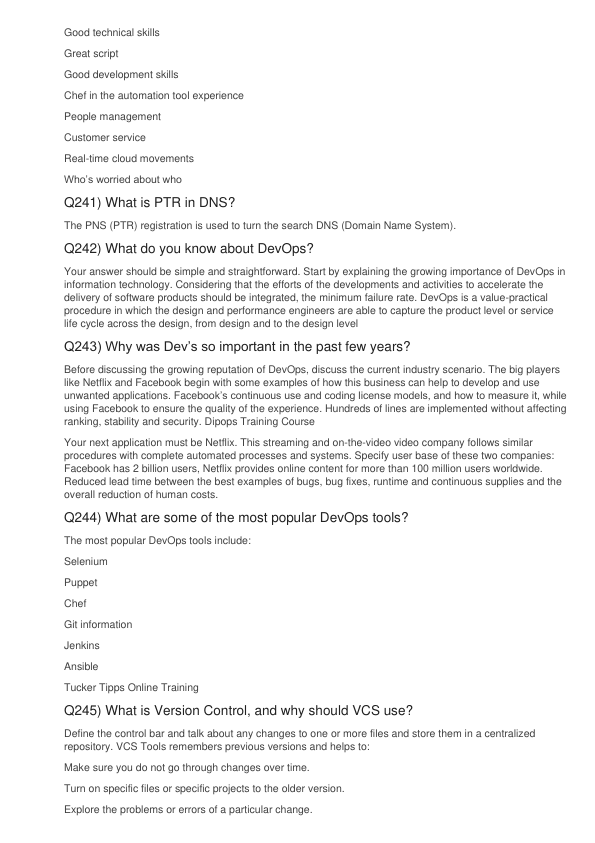 Good technical skills
Great script
Good development skills
Chef in the automation tool experience
People management
Customer service
Real-time cloud movements
Who's worried about who
Q241) What is PTR in DNS?
The PNS (PTR) registration is used to turn the search DNS (Domain Name System).
Q242) What do you know about DevOps?
Your answer should be simple and straightforward. Start by explaining the growing importance of DevOps in
information technology. Considering that the efforts of the developments and activities to accelerate the
delivery of software products should be integrated, the minimum failure rate. DevOps is a value-practical
procedure in which the design and performance engineers are able to capture the product level or service
life cycle across the design, from design and to the design level
Q243) Why was Dev's so important in the past few years?
Before discussing the growing reputation of DevOps, discuss the current industry scenario. The big players
like Netflix and Facebook begin with some examples of how this business can help to develop and use
unwanted applications. Facebook's continuous use and coding license models, and how to measure it, while
using Facebook to ensure the quality of the experience. Hundreds of lines are implemented without affecting
ranking, stability and security. Dipops Training Course
Your next application must be Netflix. This streaming and on-the-video video company follows similar
procedures with complete automated processes and systems. Specify user base of these two companies:
Facebook has 2 billion users, Netflix provides online content for more than 100 million users worldwide.
Reduced lead time between the best examples of bugs, bug fixes, runtime and continuous supplies and the
overall reduction of human costs.
Q244) What are some of the most popular DevOps tools?
The most popular DevOps tools include:
Selenium
Puppet
Chef
Git information
Jenkins
Ansible
Tucker Tipps Online Training
Q245) What is Version Control, and why should VCS use?
Define the control bar and talk about any changes to one or more files and store them in a centralized
repository. VCS Tools remembers previous versions and helps to:
Make sure you do not go through changes over time.
Turn on specific files or specific projects to the older version.
Explore the problems or errors of a particular change.